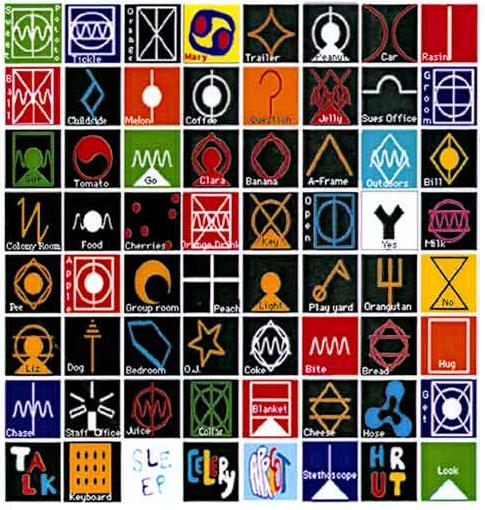 Sweet Potato
Tickle
Orange
Mary
Trailer
Peanut
Car
Rasin
Ball
Childside
Melon
Coffee
Question
Jelly
Sues Office
Groom
Sue
Tomato
Go
Clara
Banana
A-Frame
Outdoors
Bill
Colony Room
Food
Cherries
Orange Drink
Key
Open
Yes
Milk
Pee
Apple
Group room
Peach
Light
Play yard
Orangutan
No
Liz
Dog
Bedroom
O.J.
Coke
Bite
Bread
Hug
Chase
Staff Office
Juice
Collar
Blanket
Cheese
Hose
Get
TALK
Keyboard
SLEEP
CELERY
Stethoscope
HURT
Look